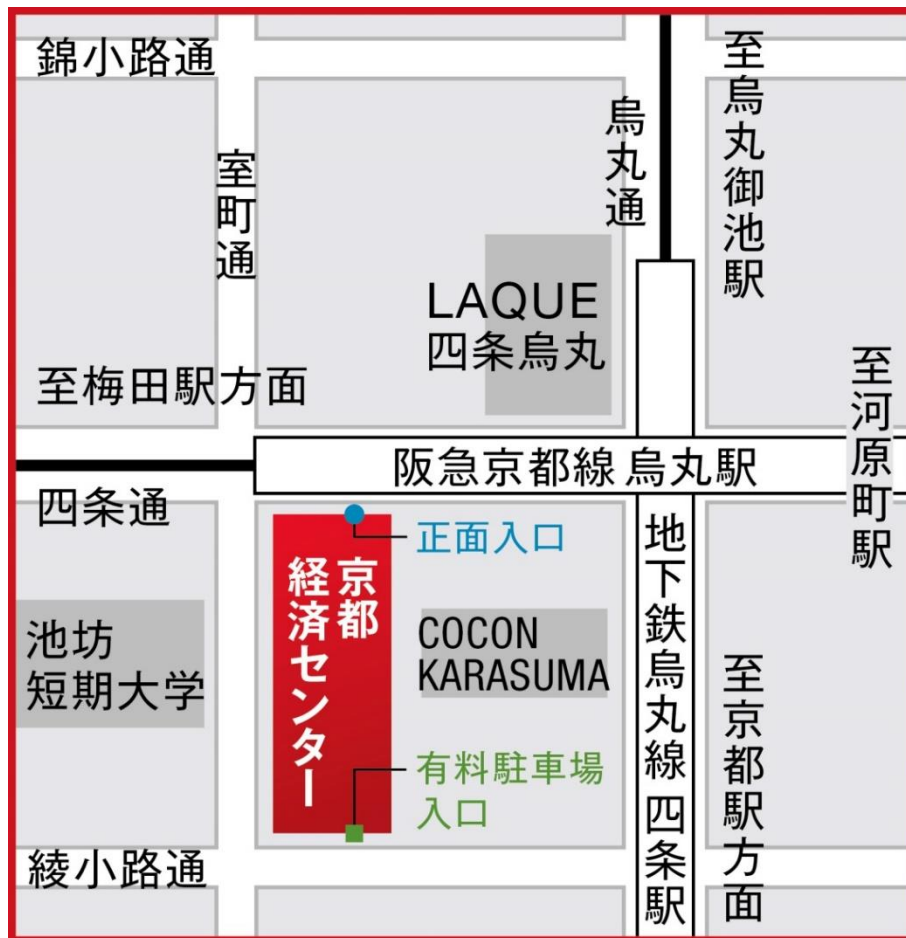 錦小路通
室町通
烏丸通
至烏丸御池駅
LAQUE
四条烏丸
至梅田駅方面
至河原町駅
阪急京都線 烏丸駅
四条通
正面入口
京都
経済センター
地下鉄烏丸線 四条駅
池坊
短期大学
COCON
KARASUMA
至京都駅方面
有料駐車場
入口
綾小路通